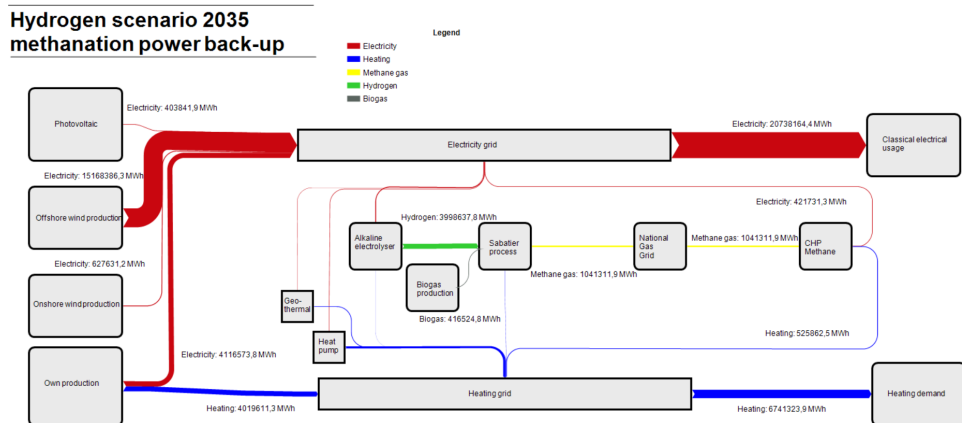 Hydrogen scenario 2035
methanation power back-up
Legend
Electricity
Heating
Methane gas
Hydrogen
Biogas
Electricity: 403841,9 MWh
Photovoltaic
Electricity: 20738164,4 MWh
Electricity grid
Classical electrical
usage
Electricity: 15168386,3 MWh
Offshore wind production
Electricity: 421731,3 MWh
Hydrogen: 3998637,8 MWh
Alkaline
electrolyser
Sabatier
process
National
Gas
Grid
Methane gas: 1041311,9 MWh
CHP
Methane
Electricity: 627631,2 MWh
Methane gas: 1041311,9 MWh
Biogas
production
Onshore wind production
Geo-
thermal
Biogas: 416524,8 MWh
Heating: 525862,5 MWh
Heat
pump
Electricity: 4116573,8 MWh
Own production
Heating grid
Heating demand
Heating: 4019611,3 MWh
Heating: 6741323,9 MWh